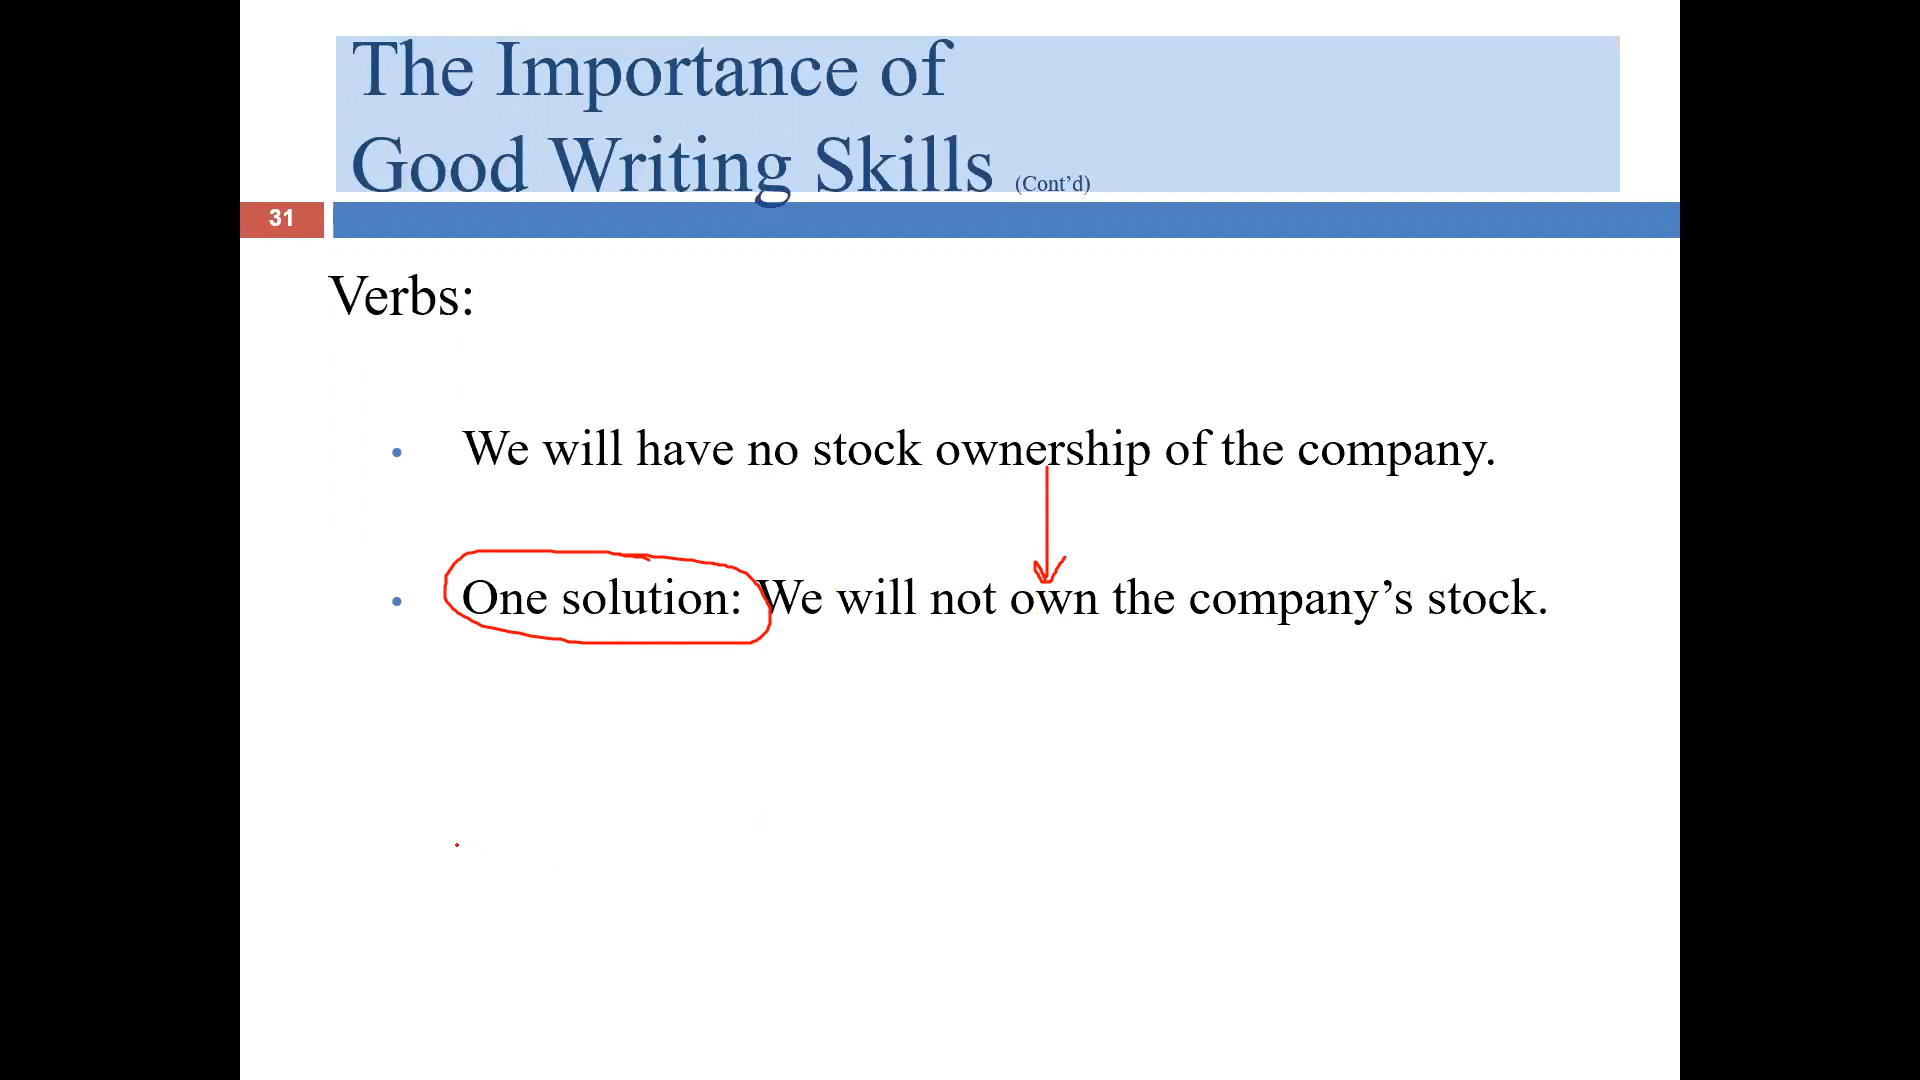 The Importance of
Good Writing Skills (Cont’d)
31
Verbs:
• We will have no stock ownership of the company.
• One solution: We will not own the company’s stock.